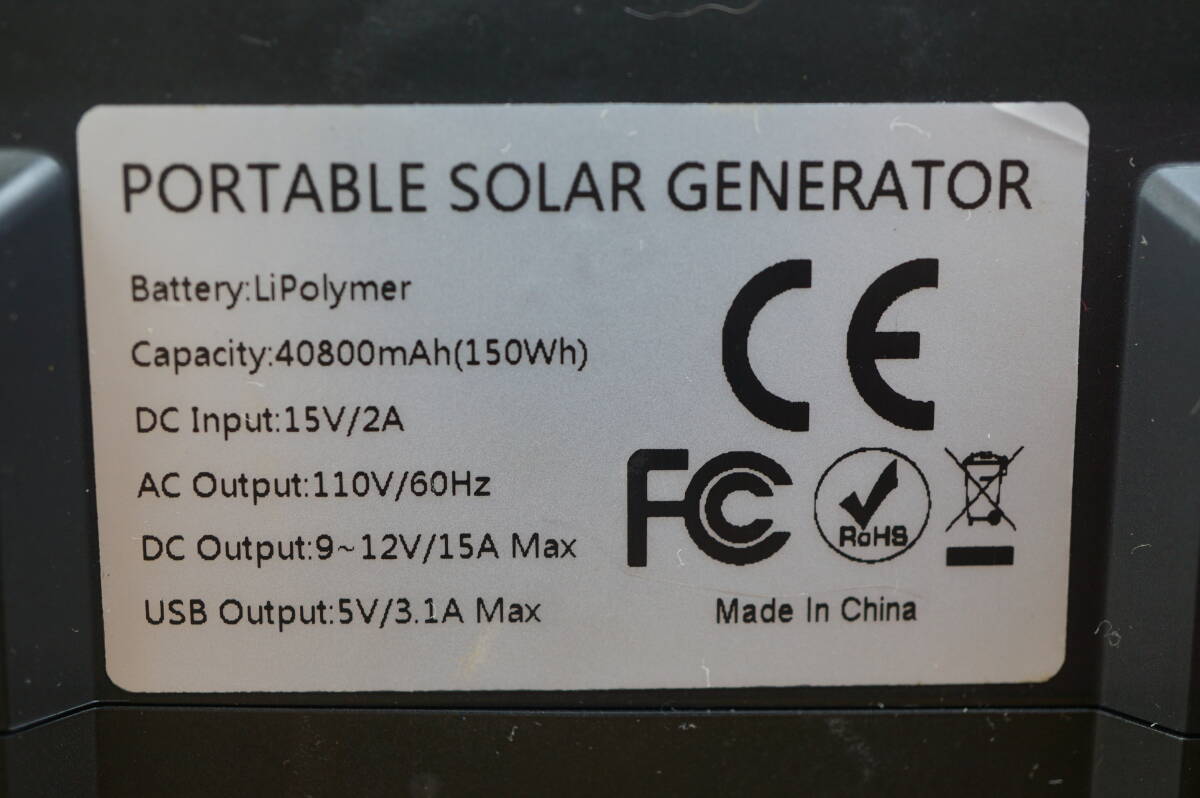 PORTABLE SOLAR GENERATOR
Battery:LiPolymer
Capacity:40800mAh(150Wh)
DC Input:15V/2A
AC Output:110V/60Hz
DC Output:9~12V/15A Max
USB Output:5V/3.1A Max
CE
FC
RoHS
Made In China